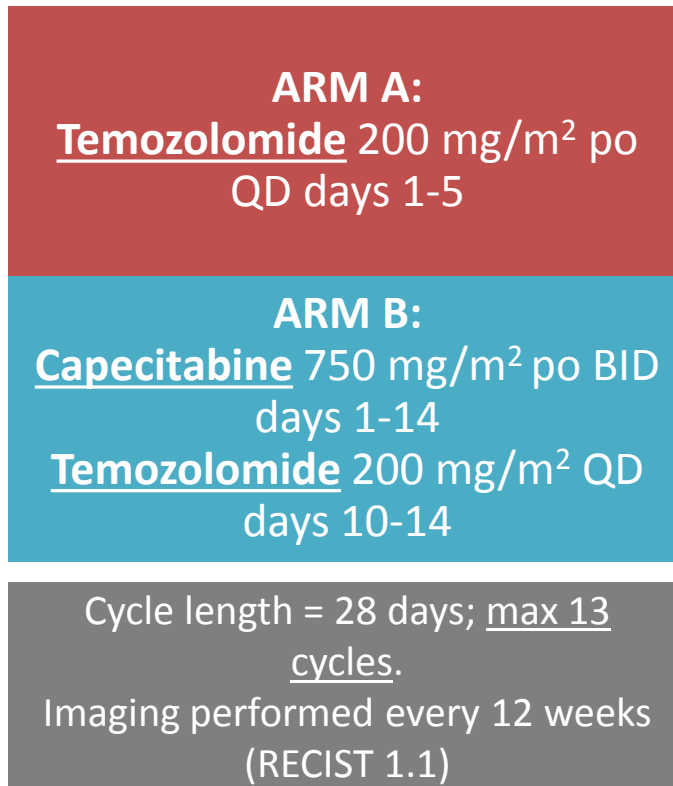 ARM A:
Temozolomide 200 mg/m² po
QD days 1-5
ARM B:
Capecitabine 750 mg/m² po BID
days 1-14
Temozolomide 200 mg/m² QD
days 10-14
Cycle length = 28 days; max 13
cycles.
Imaging performed every 12 weeks
(RECIST 1.1)